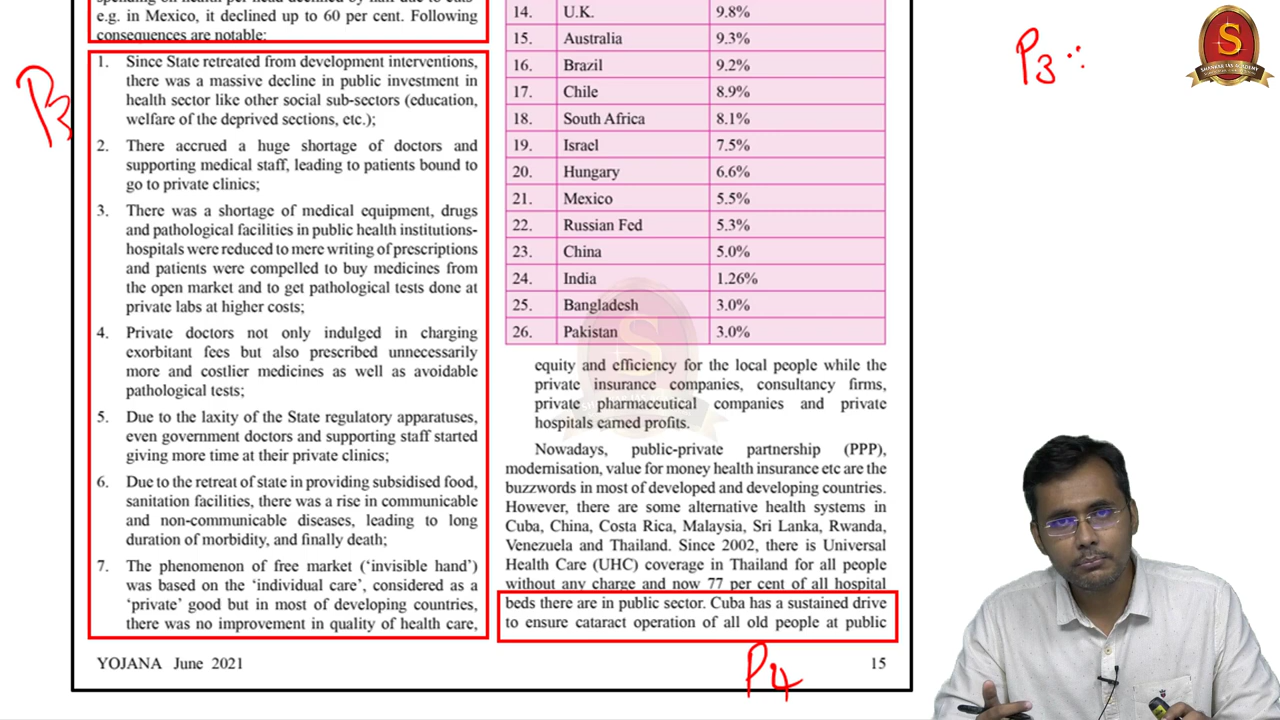 spending on health per head declined by half due to cuts-
e.g. in Mexico, it declined up to 60 per cent. Following
consequences are notable:
1. Since State retreated from development interventions,
there was a massive decline in public investment in
health sector like other social sub-sectors (education,
welfare of the deprived sections, etc.);
2. There accrued a huge shortage of doctors and
supporting medical staff, leading to patients bound to
go to private clinics;
3. There was a shortage of medical equipment, drugs
and pathological facilities in public health institutions-
hospitals were reduced to mere writing of prescriptions
and patients were compelled to buy medicines from
the open market and to get pathological tests done at
private labs at higher costs;
4. Private doctors not only indulged in charging
exorbitant fees but also prescribed unnecessarily
more and costlier medicines as well as avoidable
pathological tests;
5. Due to the laxity of the State regulatory apparatuses,
even government doctors and supporting staff started
giving more time at their private clinics;
6. Due to the retreat of state in providing subsidised food,
sanitation facilities, there was a rise in communicable
and non-communicable diseases, leading to long
duration of morbidity, and finally death;
7. The phenomenon of free market ('invisible hand')
was based on the 'individual care', considered as a
'private' good but in most of developing countries,
there was no improvement in quality of health care,
14. U.K. 9.8%
15. Australia 9.3%
16. Brazil 9.2%
17. Chile 8.9%
18. South Africa 8.1%
19. Israel 7.5%
20. Hungary 6.6%
21. Mexico 5.5%
22. Russian Fed 5.3%
23. China 5.0%
24. India 1.26%
25. Bangladesh 3.0%
26. Pakistan 3.0%
equity and efficiency for the local people while the
private insurance companies, consultancy firms,
private pharmaceutical companies and private
hospitals earned profits.
Nowadays, public-private partnership (PPP),
modernisation, value for money health insurance etc are the
buzzwords in most of developed and developing countries.
However, there are some alternative health systems in
Cuba, China, Costa Rica, Malaysia, Sri Lanka, Rwanda,
Venezuela and Thailand. Since 2002, there is Universal
Health Care (UHC) coverage in Thailand for all people
without any charge and now 77 per cent of all hospital
beds there are in public sector. Cuba has a sustained drive
to ensure cataract operation of all old people at public
YOJANA June 2021 15
P4
P3
S
SHANKAR IAS ACADEMY